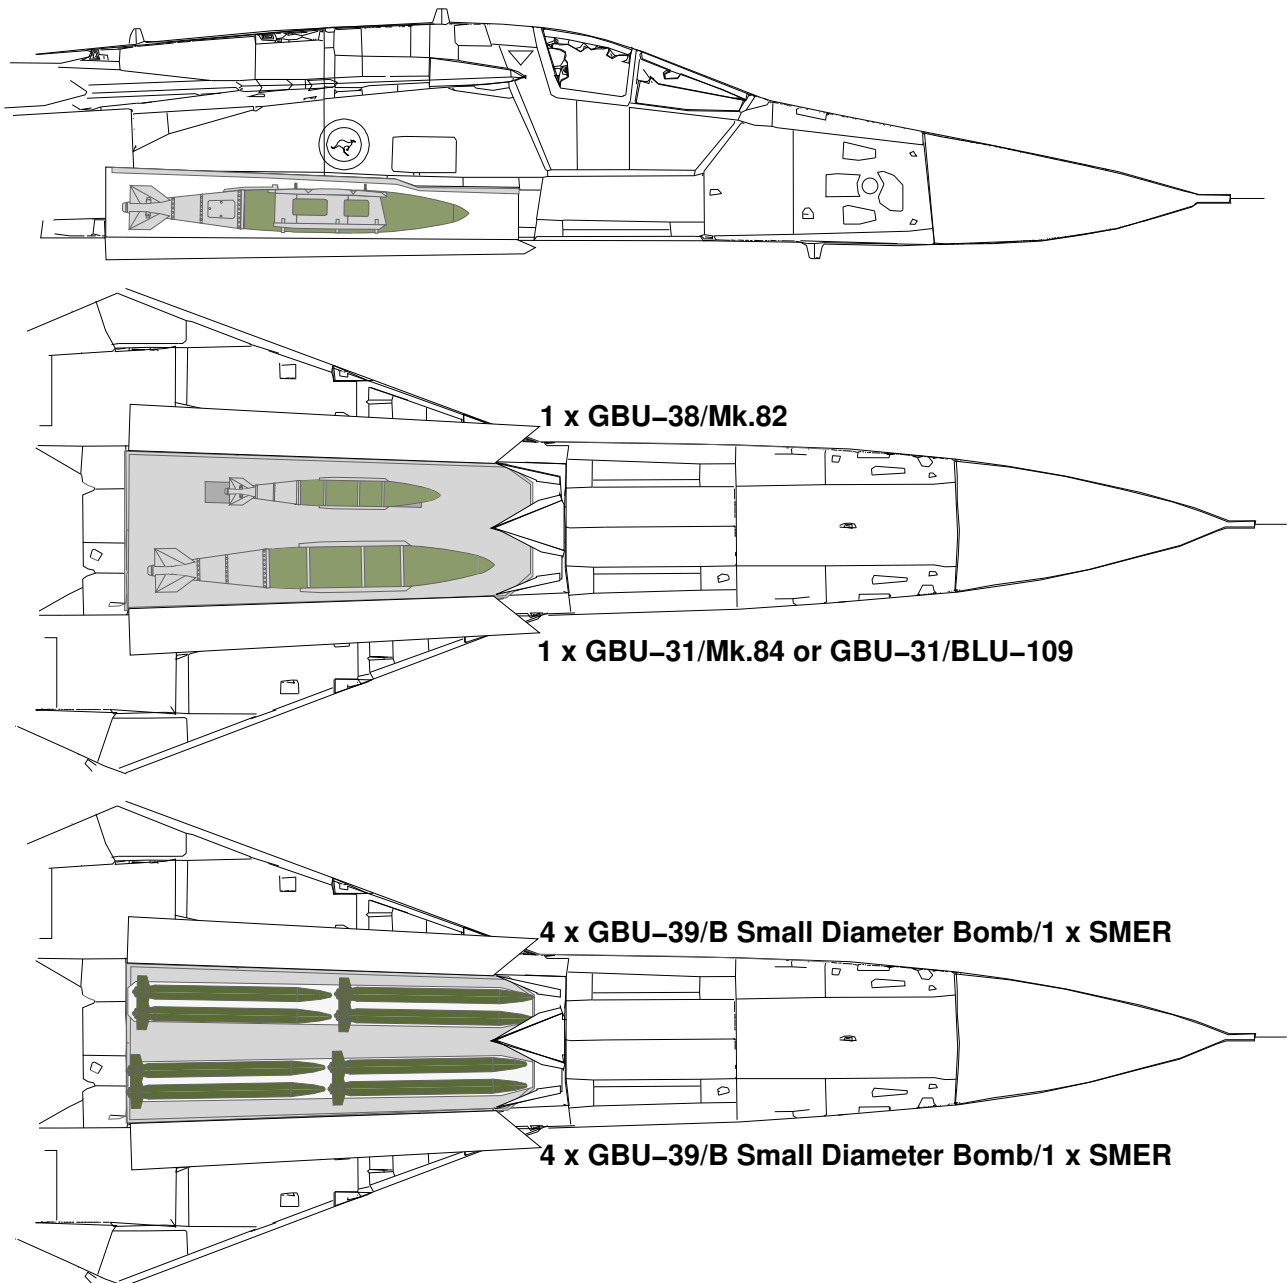 1 x GBU−38/Mk.82
1 x GBU−31/Mk.84 or GBU−31/BLU−109
4 x GBU−39/B Small Diameter Bomb/1 x SMER
4 x GBU−39/B Small Diameter Bomb/1 x SMER